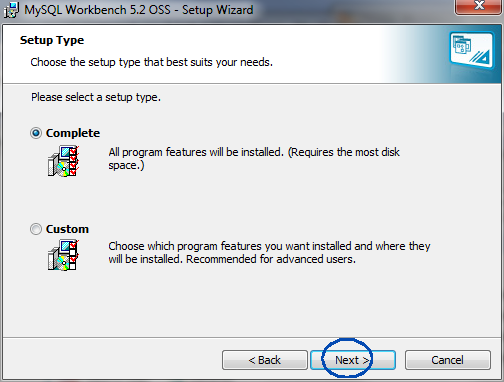 MySQL Workbench 5.2 OSS - Setup Wizard
Setup Type
Choose the setup type that best suits your needs.
Please select a setup type.
Complete
All program features will be installed. (Requires the most disk
space.)
Custom
Choose which program features you want installed and where they
will be installed. Recommended for advanced users.
< Back Next > Cancel